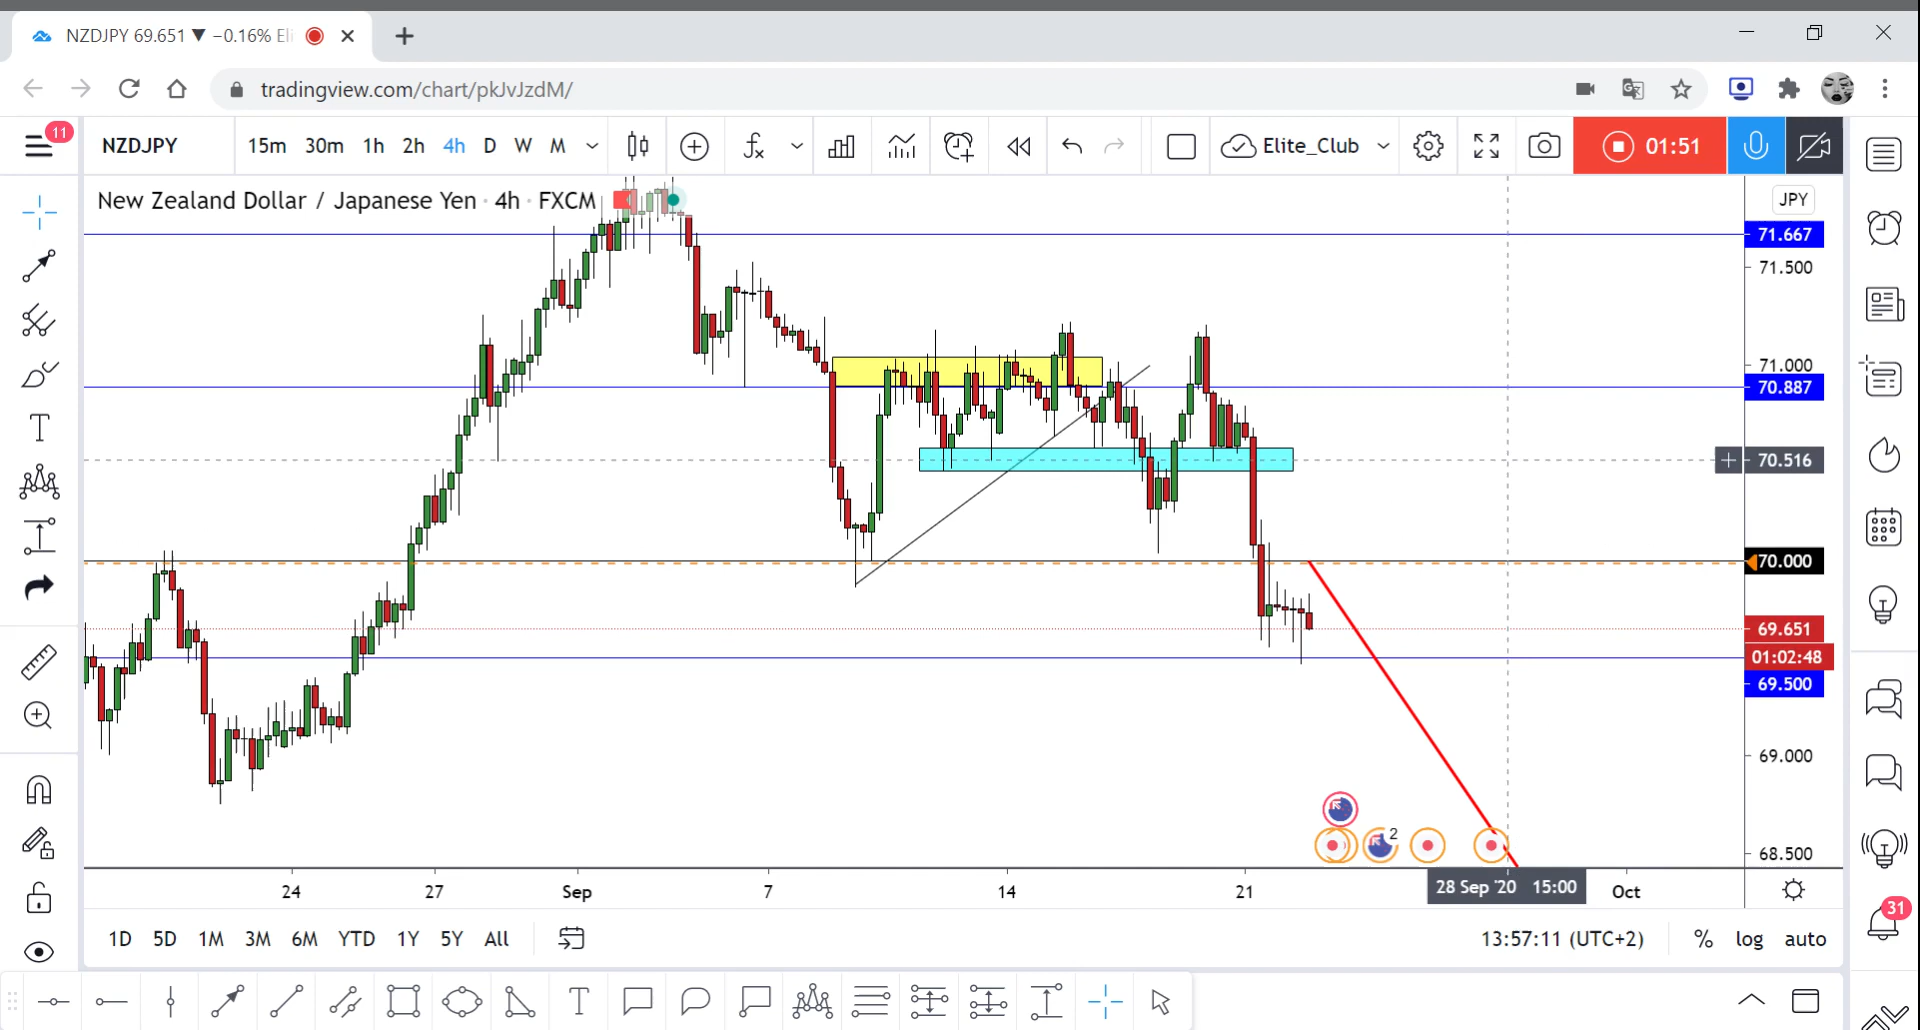 NZDJPY 69.651 ▼ −0.16% Eli
tradingview.com/chart/pkJvJzdM/
11
NZDJPY 15m 30m 1h 2h 4h D W M Elite_Club 01:51
New Zealand Dollar / Japanese Yen · 4h · FXCM
JPY
71.667
71.500
71.000
70.887
70.516
70.000
69.651
01:02:48
69.500
69.000
68.500
2
24 27 Sep 7 14 21 28 Sep '20 15:00 Oct
31
1D 5D 1M 3M 6M YTD 1Y 5Y All 13:57:11 (UTC+2) % log auto